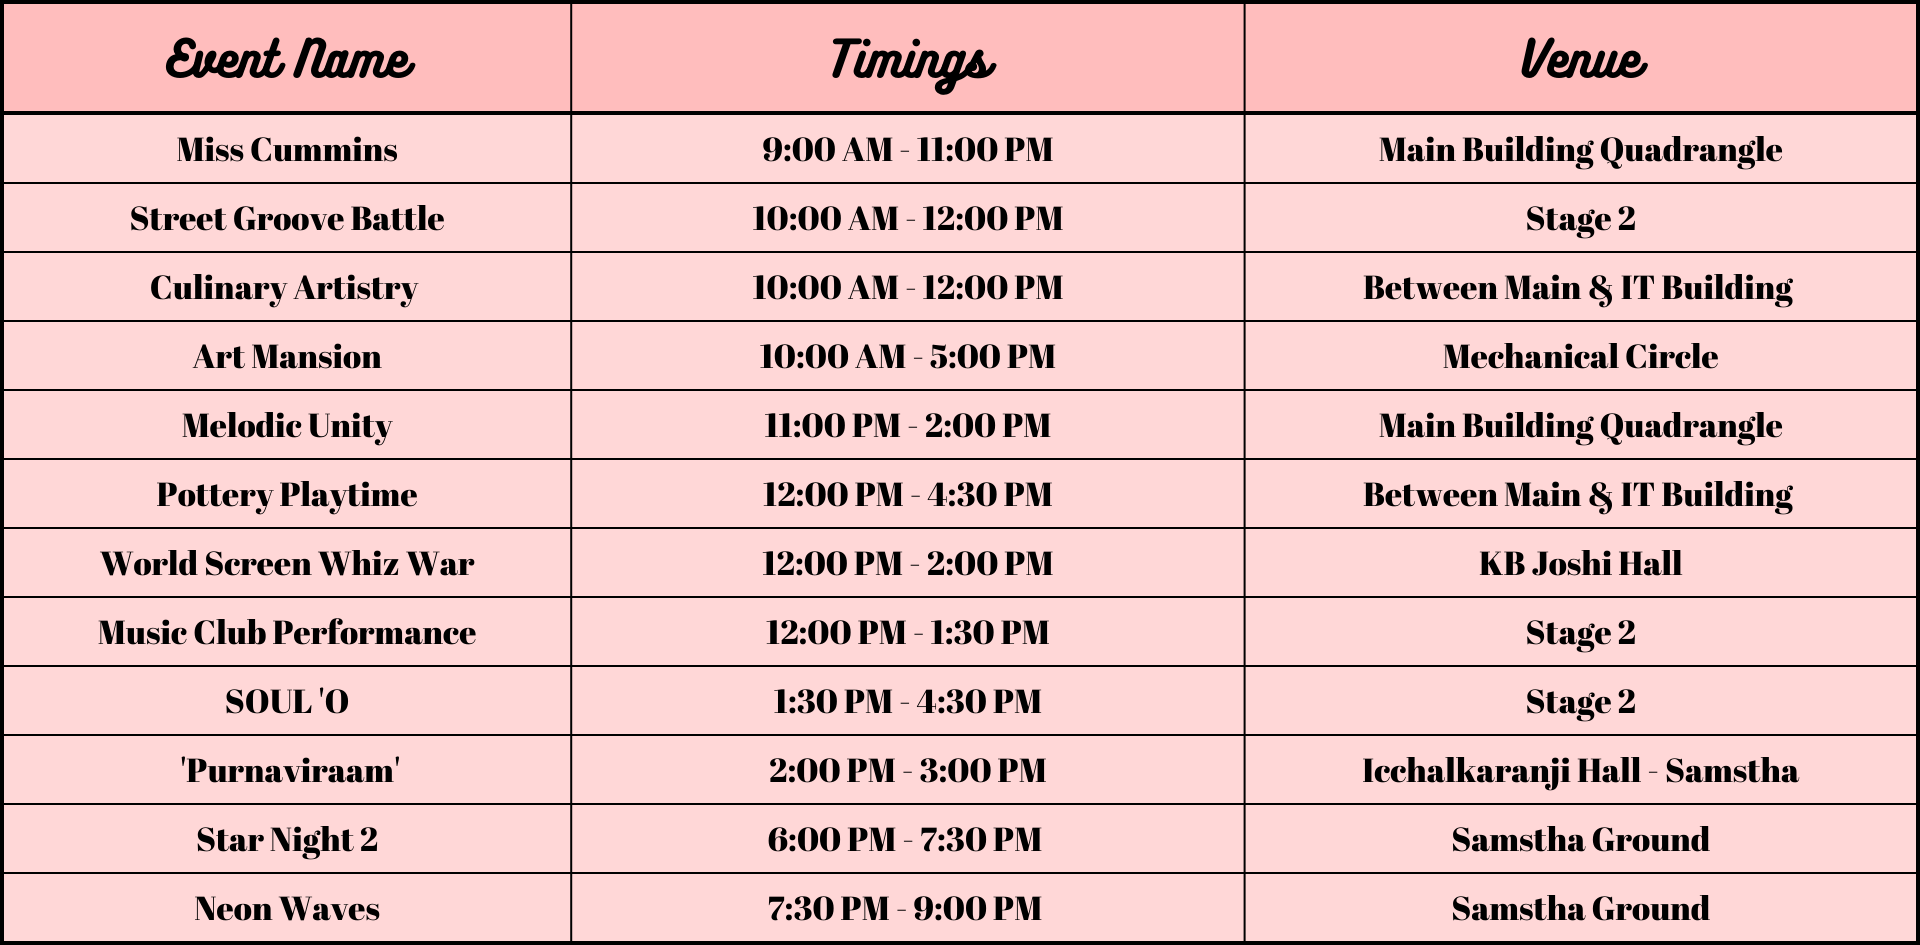 Event Name Timings Venue
Miss Cummins 9:00 AM - 11:00 PM Main Building Quadrangle
Street Groove Battle 10:00 AM - 12:00 PM Stage 2
Culinary Artistry 10:00 AM - 12:00 PM Between Main & IT Building
Art Mansion 10:00 AM - 5:00 PM Mechanical Circle
Melodic Unity 11:00 PM - 2:00 PM Main Building Quadrangle
Pottery Playtime 12:00 PM - 4:30 PM Between Main & IT Building
World Screen Whiz War 12:00 PM - 2:00 PM KB Joshi Hall
Music Club Performance 12:00 PM - 1:30 PM Stage 2
SOUL 'O 1:30 PM - 4:30 PM Stage 2
'Purnaviraam' 2:00 PM - 3:00 PM Icchalkaranji Hall - Samstha
Star Night 2 6:00 PM - 7:30 PM Samstha Ground
Neon Waves 7:30 PM - 9:00 PM Samstha Ground